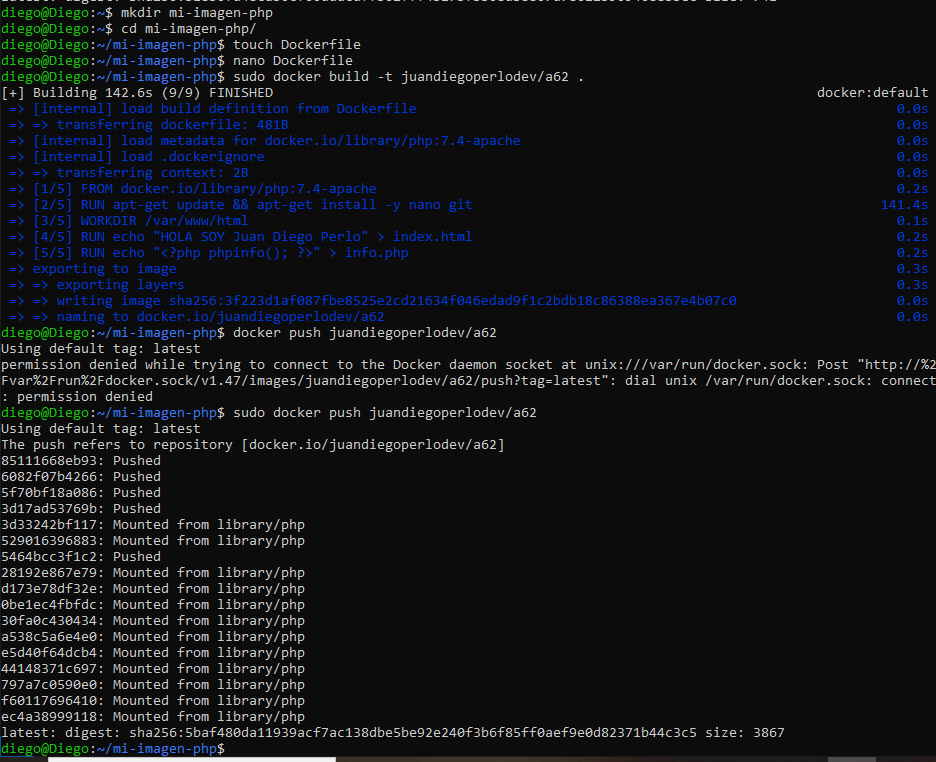 diego@Diego:~$ mkdir mi-imagen-php
diego@Diego:~$ cd mi-imagen-php/
diego@Diego:~/mi-imagen-php$ touch Dockerfile
diego@Diego:~/mi-imagen-php$ nano Dockerfile
diego@Diego:~/mi-imagen-php$ sudo docker build -t juandiegoperlodev/a62 .
[+] Building 142.6s (9/9) FINISHED docker:default
=> [internal] load build definition from Dockerfile 0.0s
=> => transferring dockerfile: 481B 0.0s
=> [internal] load metadata for docker.io/library/php:7.4-apache 0.0s
=> [internal] load .dockerignore 0.0s
=> => transferring context: 2B 0.0s
=> [1/5] FROM docker.io/library/php:7.4-apache 0.2s
=> [2/5] RUN apt-get update && apt-get install -y nano git 141.4s
=> [3/5] WORKDIR /var/www/html 0.1s
=> [4/5] RUN echo "HOLA SOY Juan Diego Perlo" > index.html 0.2s
=> [5/5] RUN echo "<?php phpinfo(); ?>" > info.php 0.2s
=> exporting to image 0.3s
=> => exporting layers 0.3s
=> => writing image sha256:3f223d1af087fbe8525e2cd21634f046edad9f1c2bdb18c86388ea367e4b07c0 0.0s
=> => naming to docker.io/juandiegoperlodev/a62 0.0s
diego@Diego:~/mi-imagen-php$ docker push juandiegoperlodev/a62
Using default tag: latest
permission denied while trying to connect to the Docker daemon socket at unix:///var/run/docker.sock: Post "http://%2
Fvar%2Frun%2Fdocker.sock/v1.47/images/juandiegoperlodev/a62/push?tag=latest": dial unix /var/run/docker.sock: connect
: permission denied
diego@Diego:~/mi-imagen-php$ sudo docker push juandiegoperlodev/a62
Using default tag: latest
The push refers to repository [docker.io/juandiegoperlodev/a62]
85111668eb93: Pushed
6082f07b4266: Pushed
5f70bf18a086: Pushed
3d17ad53769b: Pushed
3d33242bf117: Mounted from library/php
529016396883: Mounted from library/php
5464bcc3f1c2: Pushed
28192e867e79: Mounted from library/php
d173e78df32e: Mounted from library/php
0be1ec4fbfdc: Mounted from library/php
30fa0c430434: Mounted from library/php
a538c5a6e4e0: Mounted from library/php
e5d40f64dcb4: Mounted from library/php
44148371c697: Mounted from library/php
797a7c0590e0: Mounted from library/php
f60117696410: Mounted from library/php
ec4a38999118: Mounted from library/php
latest: digest: sha256:5baf480da11939acf7ac138dbe5be92e240f3b6f85ff0aef9e0d82371b44c3c5 size: 3867
diego@Diego:~/mi-imagen-php$